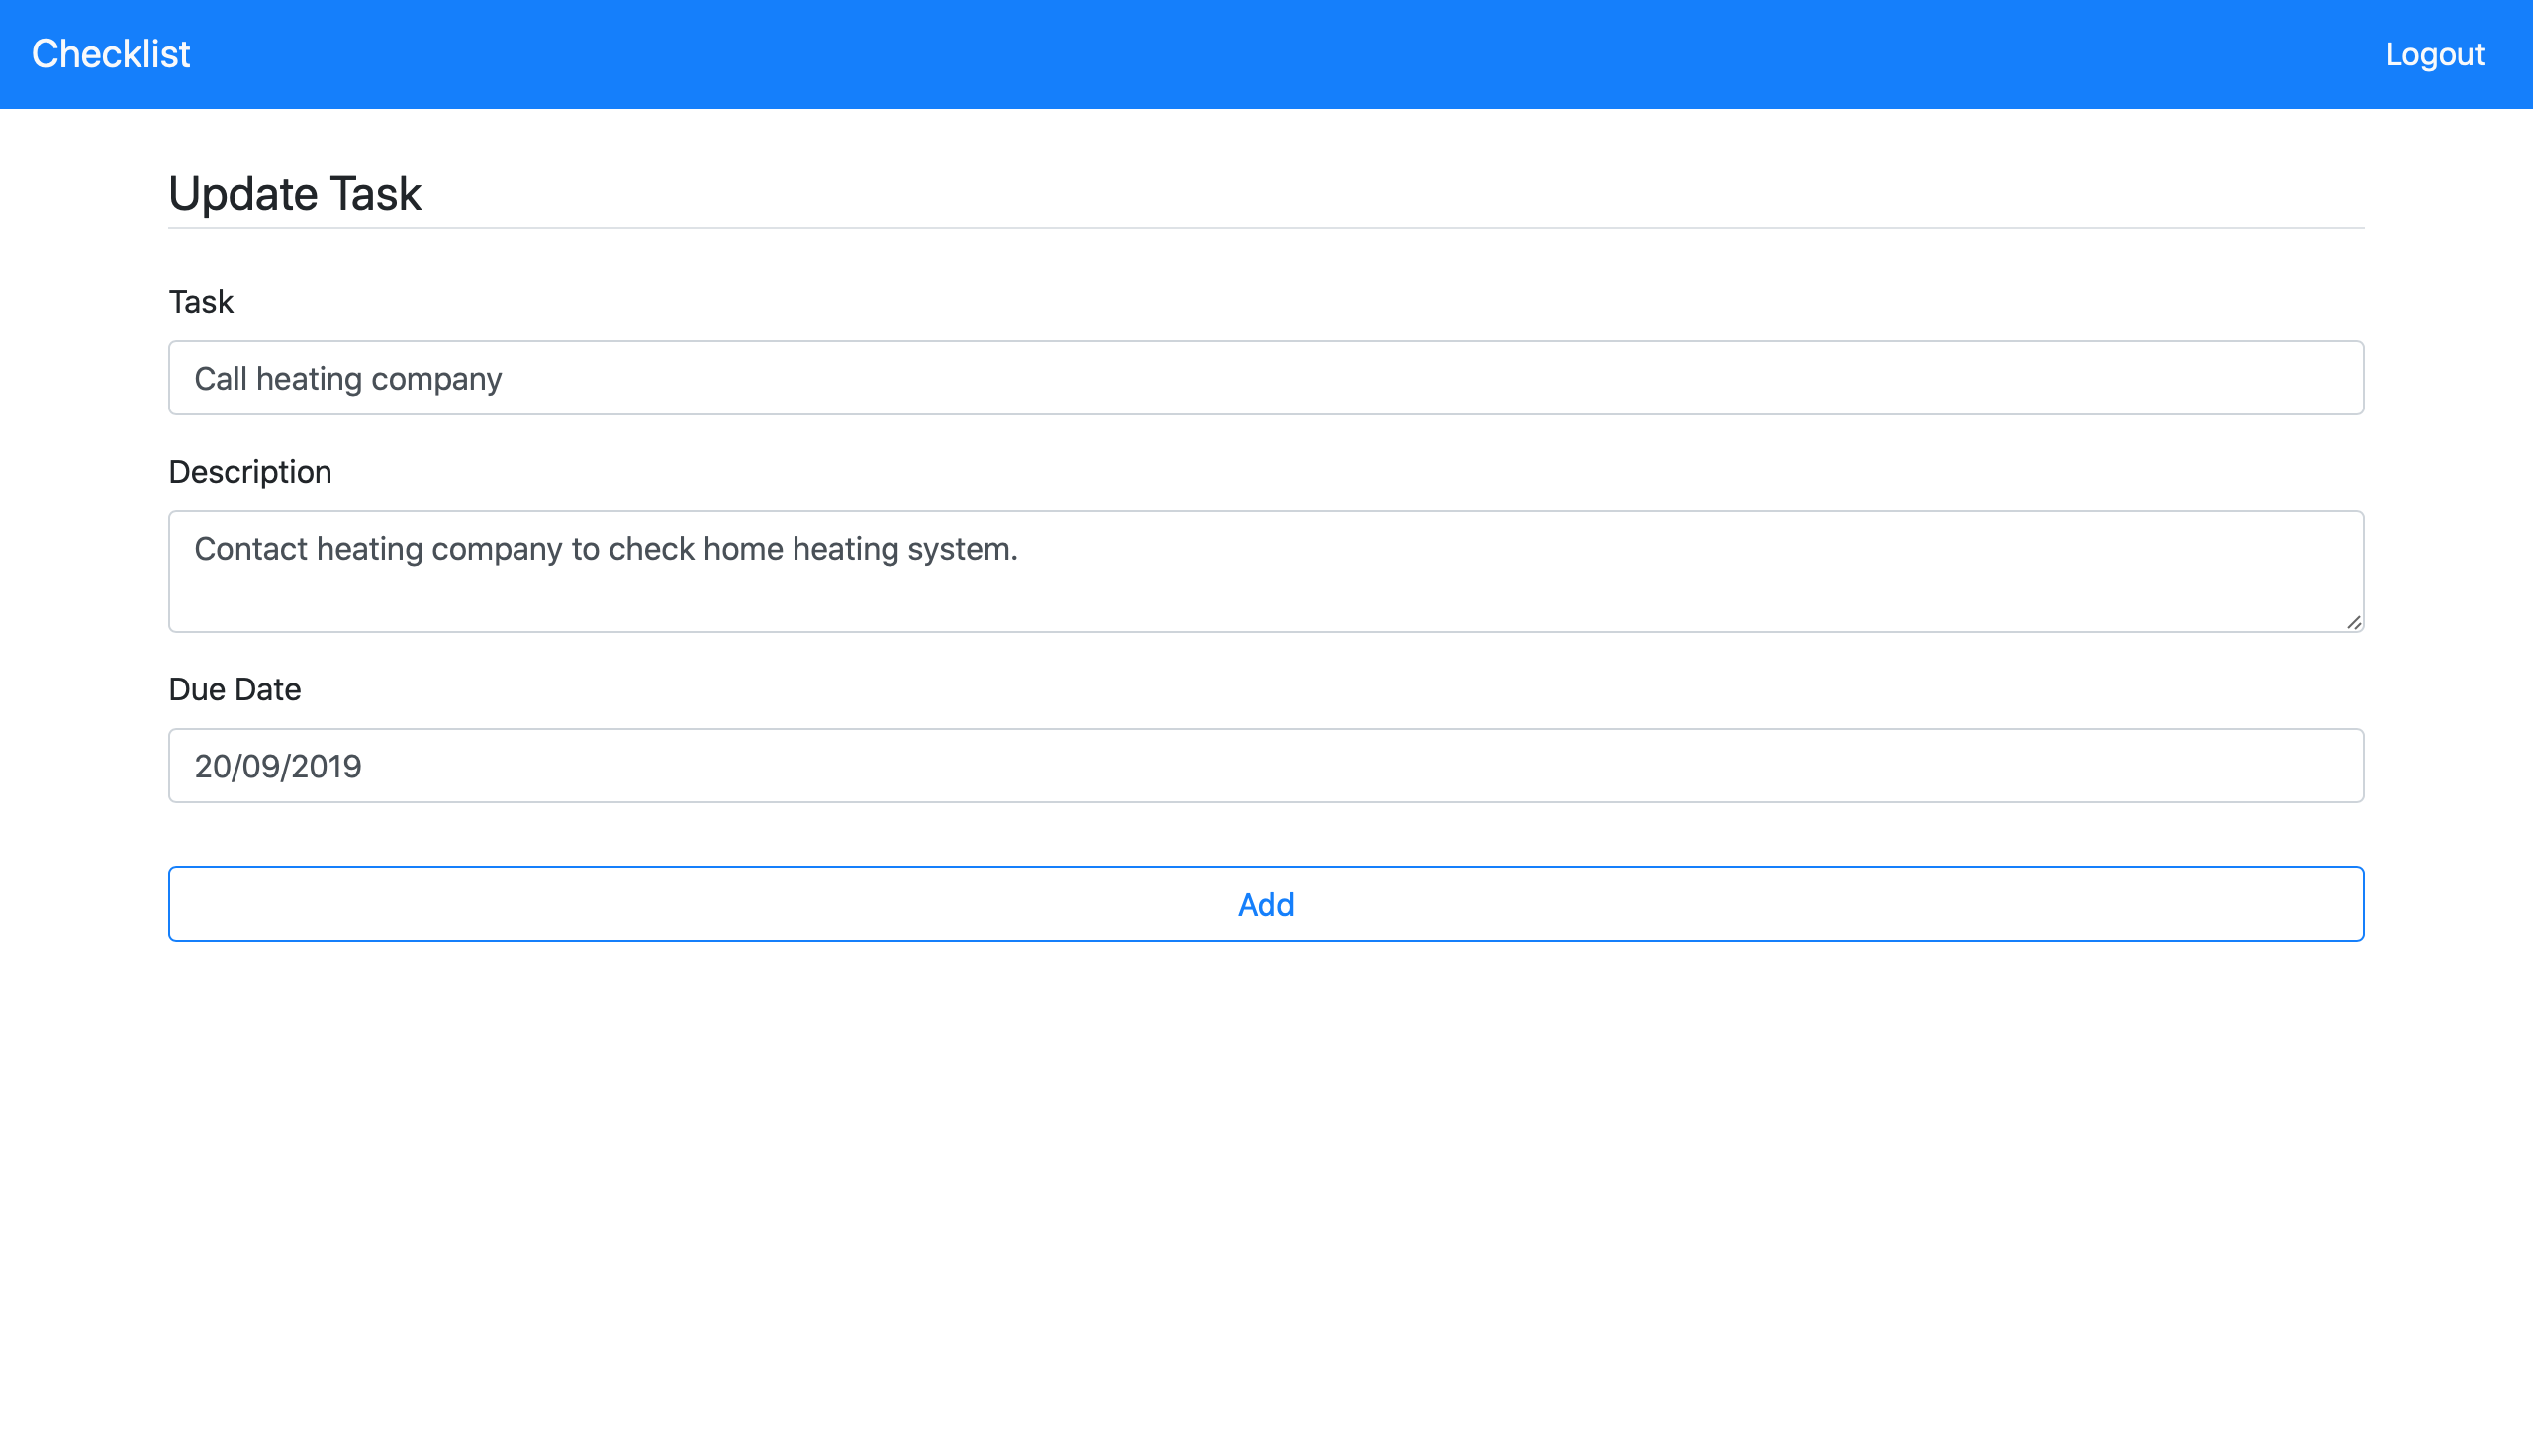 Checklist
Logout
Update Task
Task
Call heating company
Description
Contact heating company to check home heating system.
Due Date
20/09/2019
Add